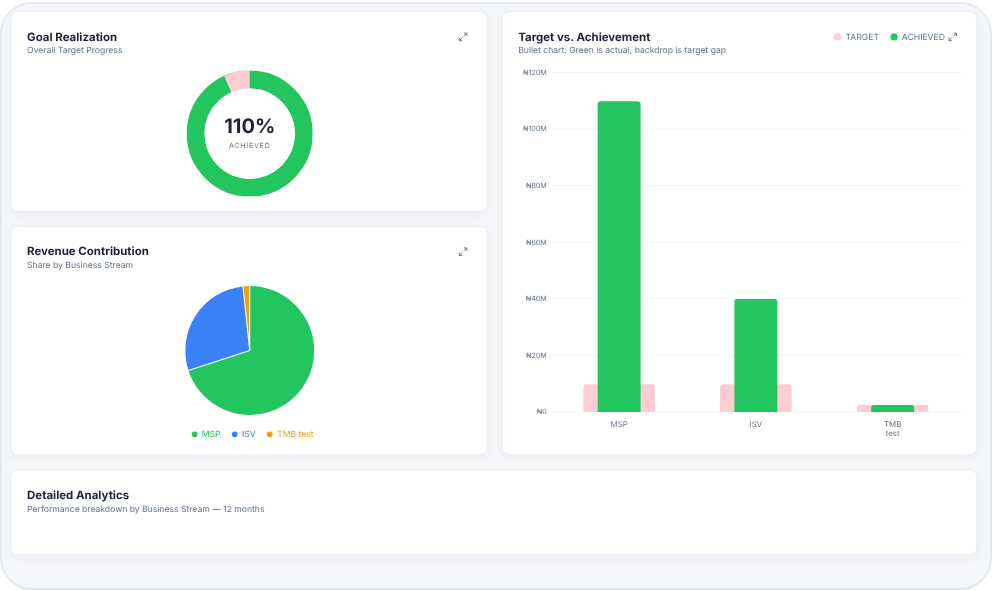 Goal Realization
Overall Target Progress
110%
ACHIEVED
Revenue Contribution
Share by Business Stream
MSP
ISV
TMB test
Target vs. Achievement
Bullet chart: Green is actual, backdrop is target gap
TARGET
ACHIEVED
₦120M
₦100M
₦80M
₦60M
₦40M
₦20M
₦0
MSP
ISV
TMB
test
Detailed Analytics
Performance breakdown by Business Stream — 12 months